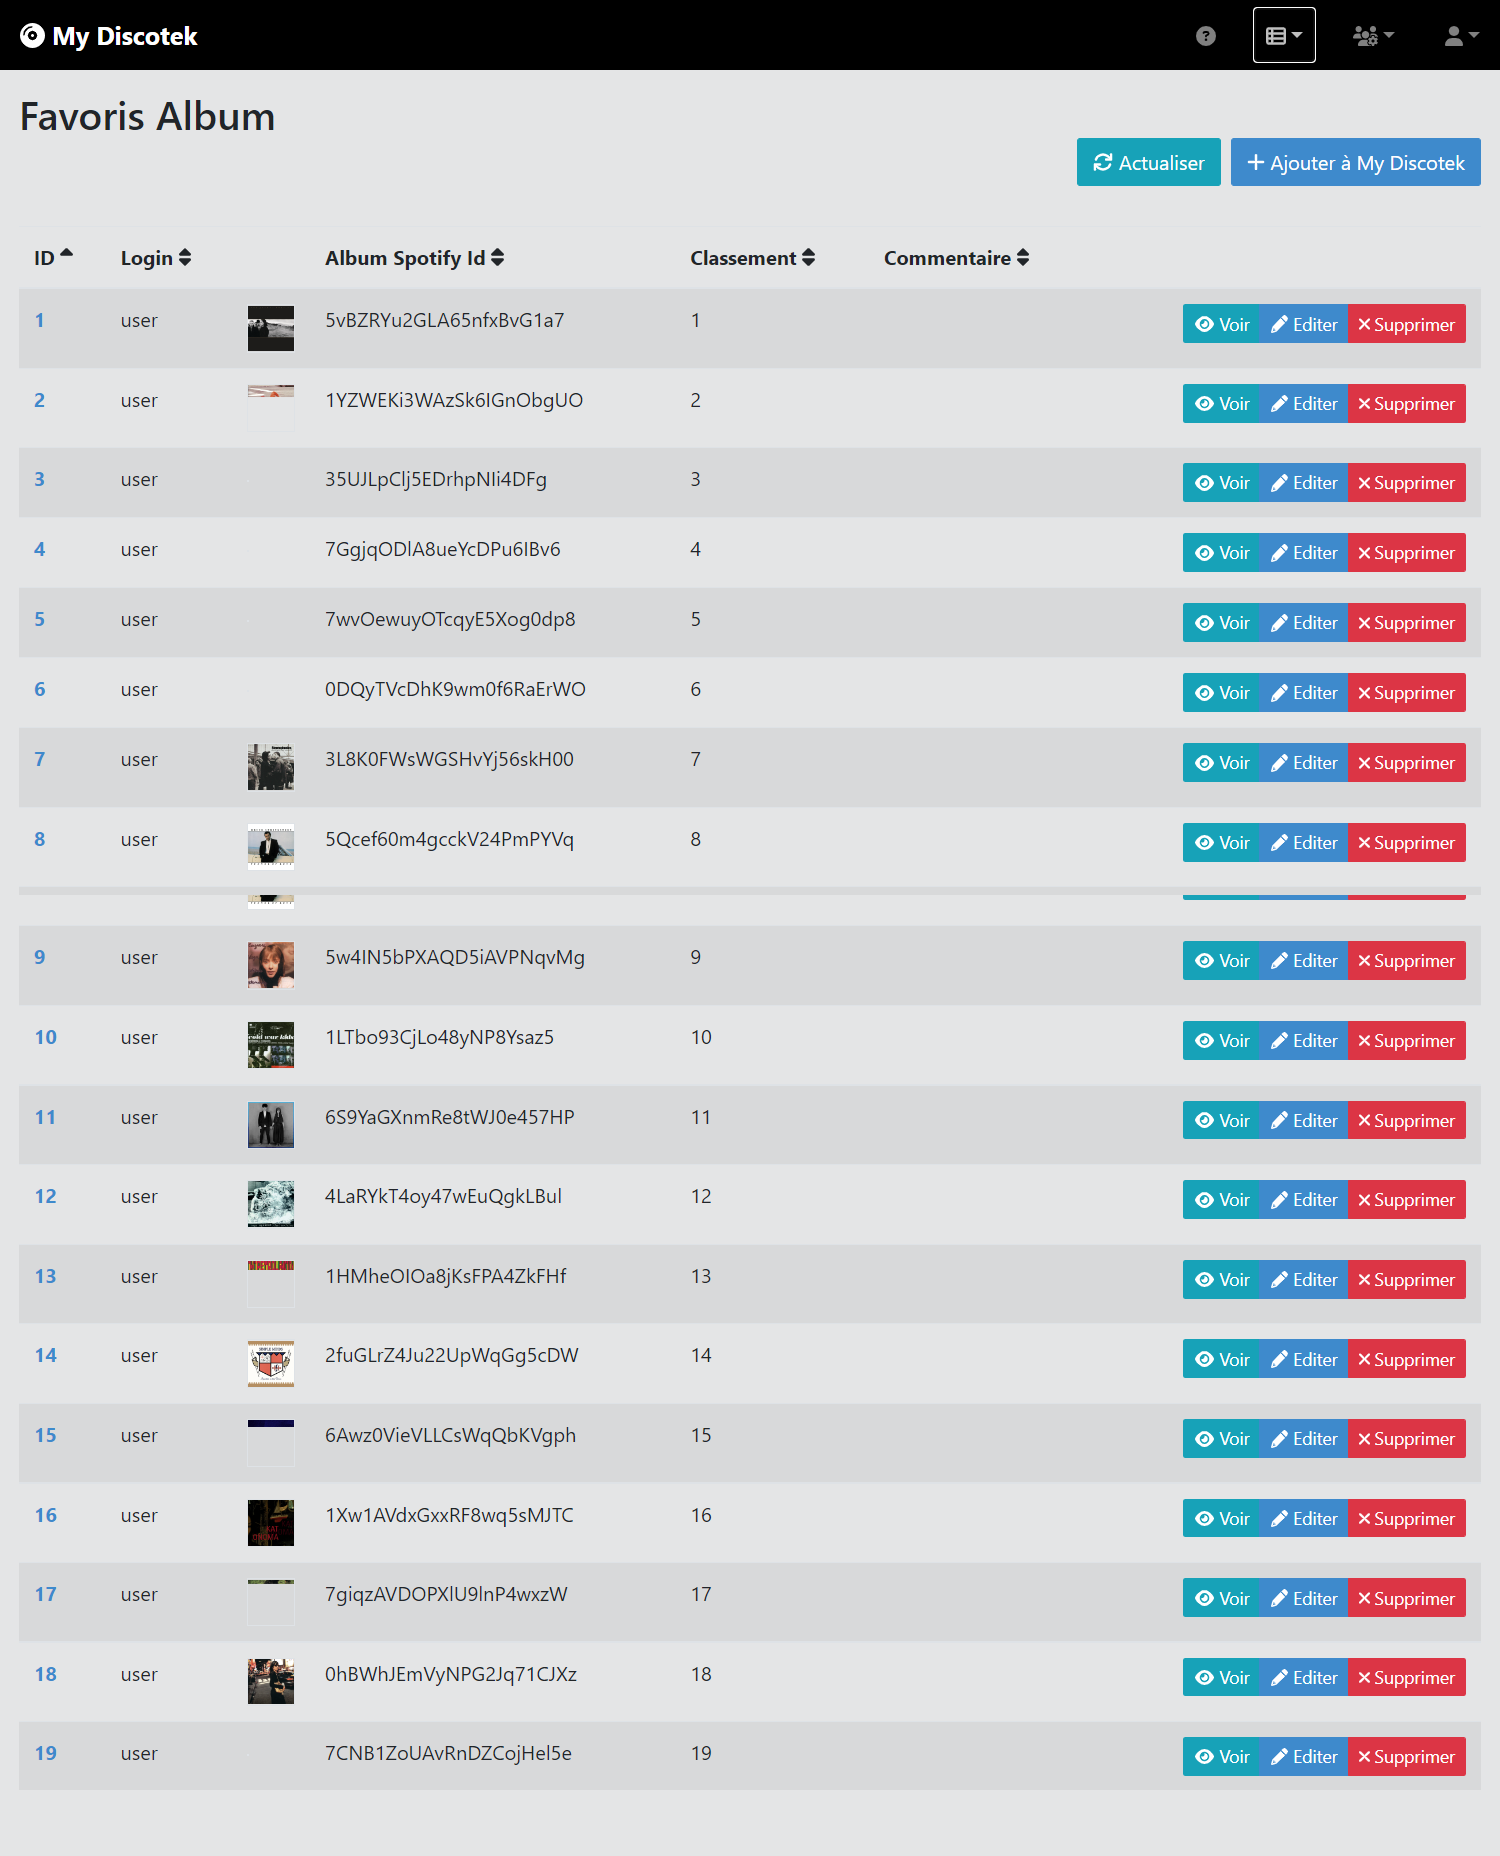 My Discotek
Favoris Album
Actualiser
Ajouter à My Discotek
ID Login Album Spotify Id Classement Commentaire
1 user 5vBZRYu2GLA65nfxBvG1a7 1 Voir Editer Supprimer
2 user 1YZWEKi3WAzSk6IGnObgUO 2 Voir Editer Supprimer
3 user 35UJLpClj5EDrhpNIi4DFg 3 Voir Editer Supprimer
4 user 7GgjqODlA8ueYcDPu6IBv6 4 Voir Editer Supprimer
5 user 7wvOewuyOTcqyE5Xog0dp8 5 Voir Editer Supprimer
6 user 0DQyTVcDhK9wm0f6RaErWO 6 Voir Editer Supprimer
7 user 3L8K0FWsWGSHvYj56skH00 7 Voir Editer Supprimer
8 user 5Qcef60m4gcckV24PmPYVq 8 Voir Editer Supprimer
9 user 5w4IN5bPXAQD5iAVPNqvMg 9 Voir Editer Supprimer
10 user 1LTbo93CjLo48yNP8Ysaz5 10 Voir Editer Supprimer
11 user 6S9YaGXnmRe8tWJ0e457HP 11 Voir Editer Supprimer
12 user 4LaRYkT4oy47wEuQgkLBul 12 Voir Editer Supprimer
13 user 1HMheOIOa8jKsFPA4ZkFHf 13 Voir Editer Supprimer
14 user 2fuGLrZ4Ju22UpWqGg5cDW 14 Voir Editer Supprimer
15 user 6Awz0VieVLLCsWqQbKVgph 15 Voir Editer Supprimer
16 user 1Xw1AVdxGxxRF8wq5sMJTC 16 Voir Editer Supprimer
17 user 7giqzAVDOPXlU9lnP4wxzW 17 Voir Editer Supprimer
18 user 0hBWhJEmVyNPG2Jq71CJXz 18 Voir Editer Supprimer
19 user 7CNB1ZoUAvRnDZCojHel5e 19 Voir Editer Supprimer